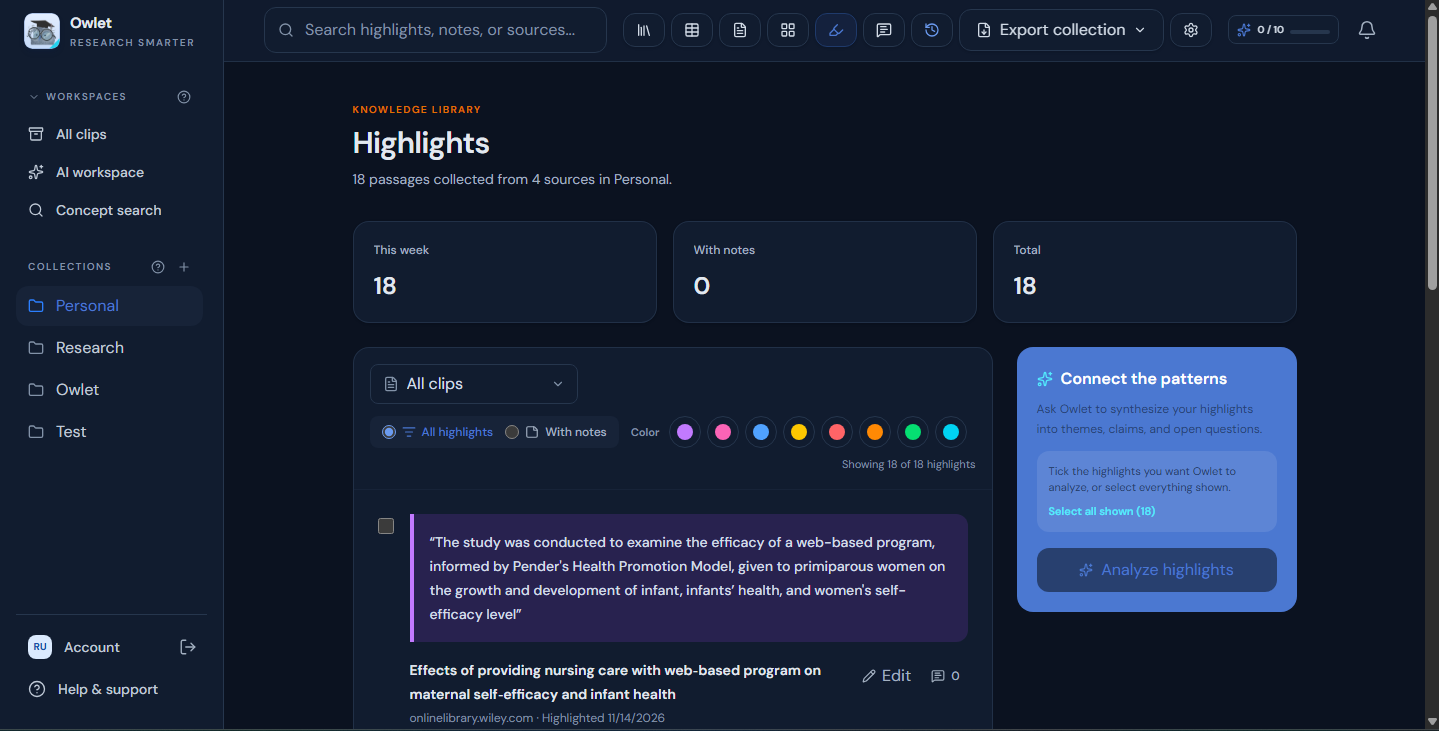 Owlet
RESEARCH SMARTER
Search highlights, notes, or sources...
Export collection
0 / 10
WORKSPACES
All clips
AI workspace
Concept search
COLLECTIONS
Personal
Research
Owlet
Test
RU
Account
Help & support
KNOWLEDGE LIBRARY
Highlights
18 passages collected from 4 sources in Personal.
This week
18
With notes
0
Total
18
All clips
All highlights
With notes
Color
Showing 18 of 18 highlights
“The study was conducted to examine the efficacy of a web-based program,
informed by Pender's Health Promotion Model, given to primiparous women on
the growth and development of infant, infants’ health, and women's self-
efficacy level”
Effects of providing nursing care with web-based program on
maternal self-efficacy and infant health
Edit
0
onlinelibrary.wiley.com · Highlighted 11/14/2026
Connect the patterns
Ask Owlet to synthesize your highlights
into themes, claims, and open questions.
Tick the highlights you want Owlet to
analyze, or select everything shown.
Select all shown (18)
Analyze highlights